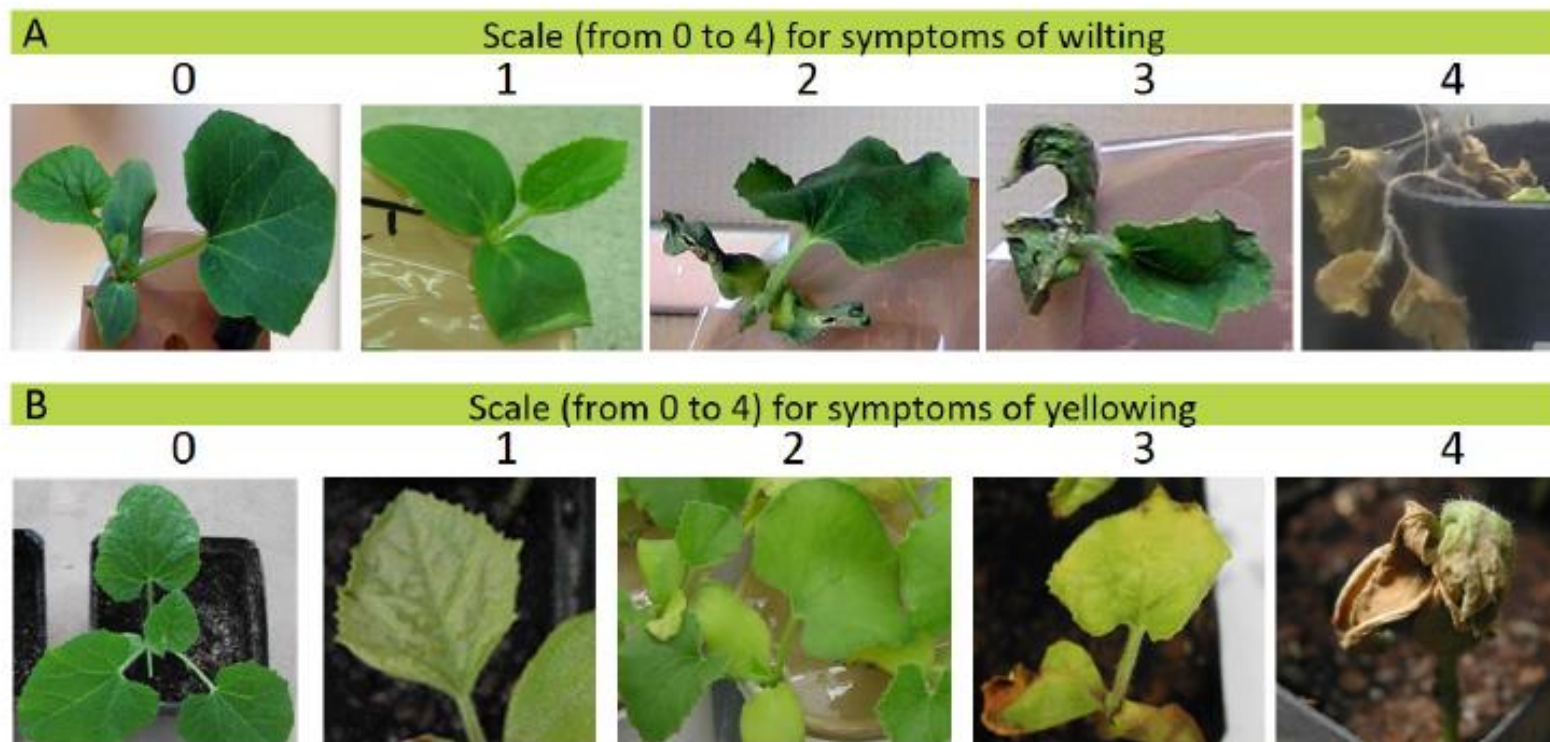 A
Scale (from 0 to 4) for symptoms of wilting
0 1 2 3 4
B
Scale (from 0 to 4) for symptoms of yellowing
0 1 2 3 4